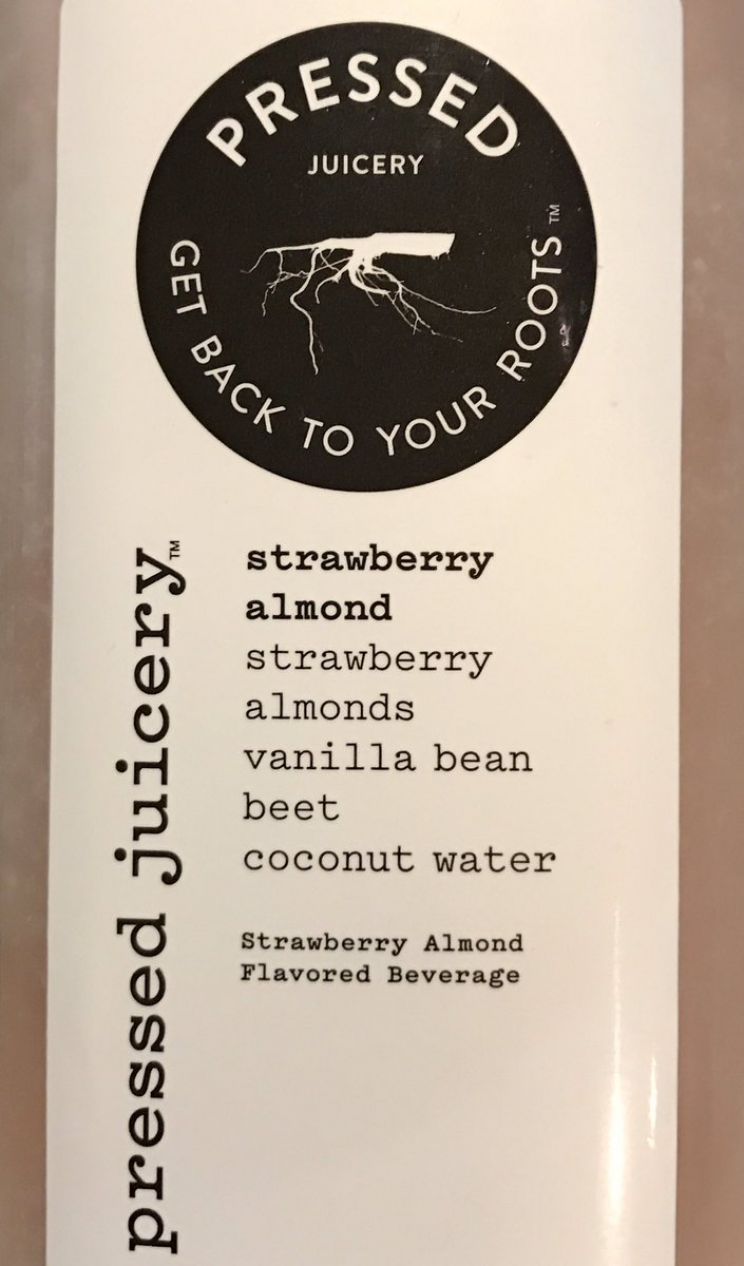 PRESSED
JUICERY
GET BACK TO YOUR ROOTS™
pressed juicery™
strawberry
almond
strawberry
almonds
vanilla bean
beet
coconut water
Strawberry Almond
Flavored Beverage